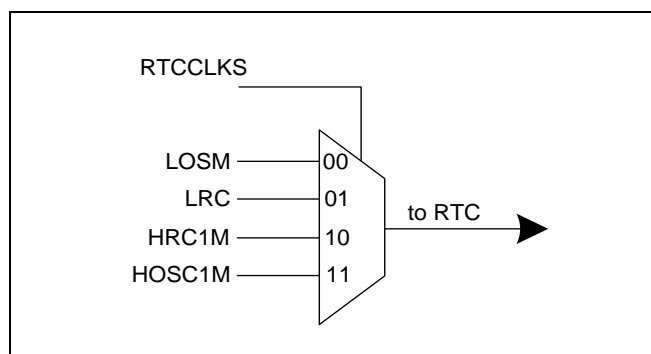 RTCCLKS
LOSM 00
LRC 01
to RTC
HRC1M 10
HOSC1M 11